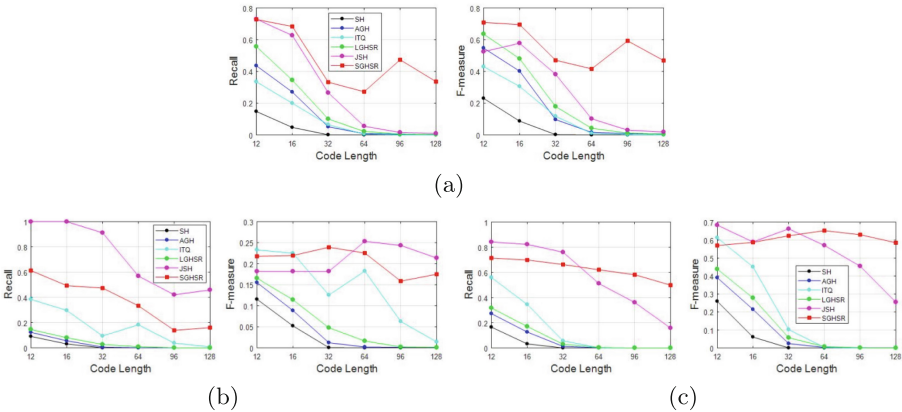 0.8
0.6
0.4
0.2
0
Recall
12 16 32 64 96 128
Code Length
SH
AGH
ITQ
LGHSR
JSH
SGHSR
0.8
0.6
0.4
0.2
0
F-measure
12 16 32 64 96 128
Code Length
(a)
1
0.8
0.6
0.4
0.2
0
Recall
12 16 32 64 96 128
Code Length
SH
AGH
ITQ
LGHSR
JSH
SGHSR
0.3
0.25
0.2
0.15
0.1
0.05
0
F-measure
12 16 32 64 96 128
Code Length
(b)
1
0.8
0.6
0.4
0.2
0
Recall
12 16 32 64 96 128
Code Length
0.7
0.6
0.5
0.4
0.3
0.2
0.1
0
F-measure
12 16 32 64 96 128
Code Length
SH
AGH
ITQ
LGHSR
JSH
SGHSR
(c)